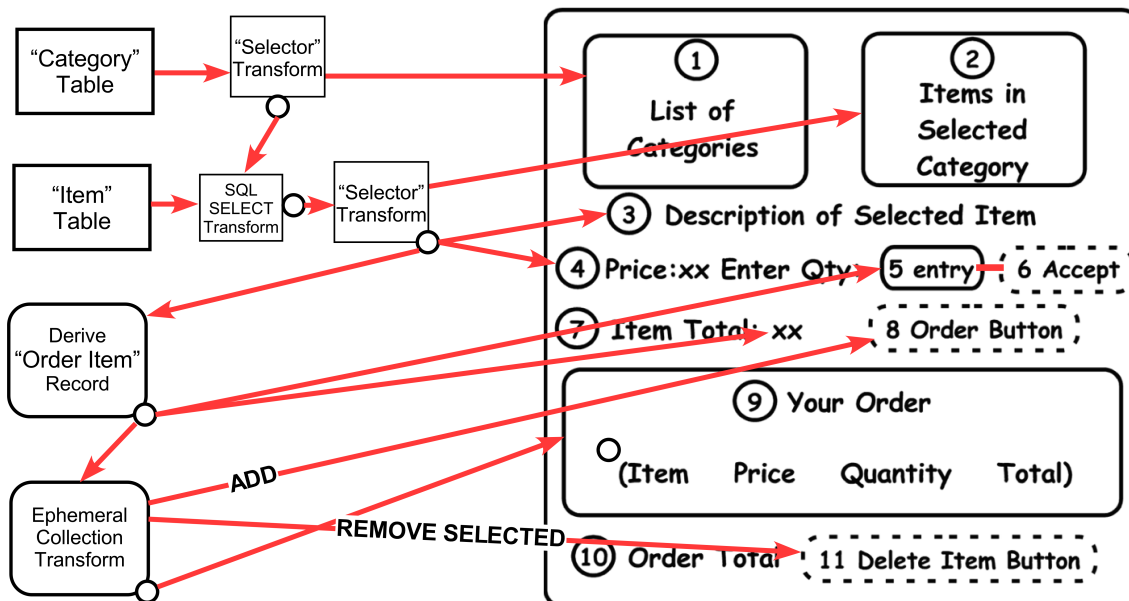 “Category”
Table
“Selector”
Transform
“Item”
Table
SQL
SELECT
Transform
“Selector”
Transform
Derive
“Order Item”
Record
Ephemeral
Collection
Transform
ADD
REMOVE SELECTED
1
List of
Categories
2
Items in
Selected
Category
3 Description of Selected Item
4 Price:xx Enter Qty: 5 entry 6 Accept
7 Item Total: xx 8 Order Button
9 Your Order
(Item Price Quantity Total)
10 Order Total 11 Delete Item Button